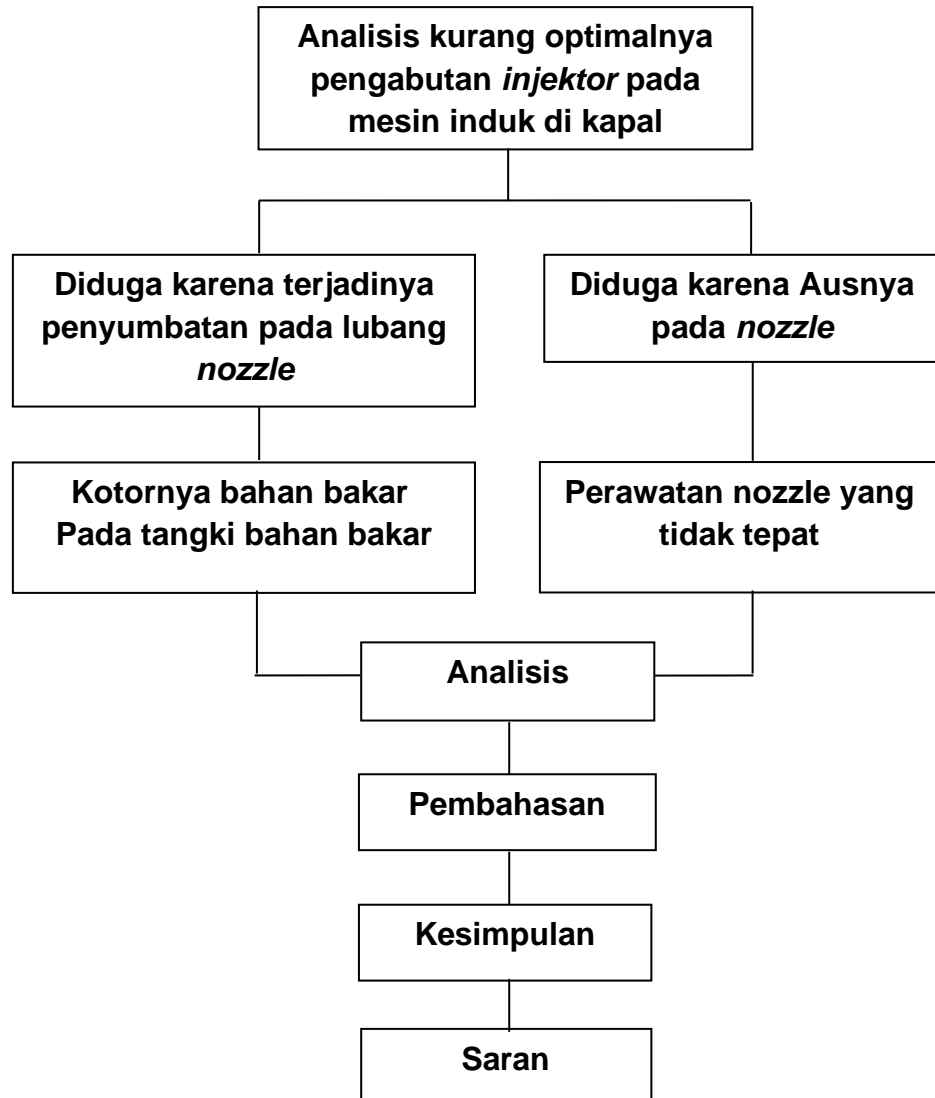 Analisis kurang optimalnya
pengabutan injektor pada
mesin induk di kapal
Diduga karena terjadinya
penyumbatan pada lubang
nozzle
Diduga karena Ausnya
pada nozzle
Kotornya bahan bakar
Pada tangki bahan bakar
Perawatan nozzle yang
tidak tepat
Analisis
Pembahasan
Kesimpulan
Saran